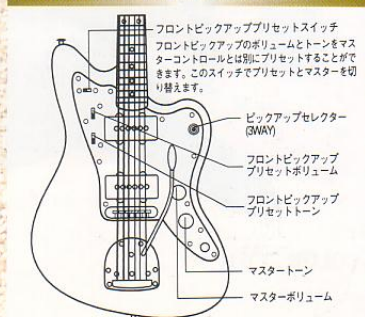 フロントピックアッププリセットスイッチ
フロントピックアップのボリュームとトーンをマス
ターコントロールとは別にプリセットすることがで
きます。このスイッチでプリセットとマスターを切
り替えます。
ピックアップセレクター
(3WAY)
フロントピックアップ
プリセットボリューム
フロントピックアップ
プリセットトーン
マスタートーン
マスターボリューム